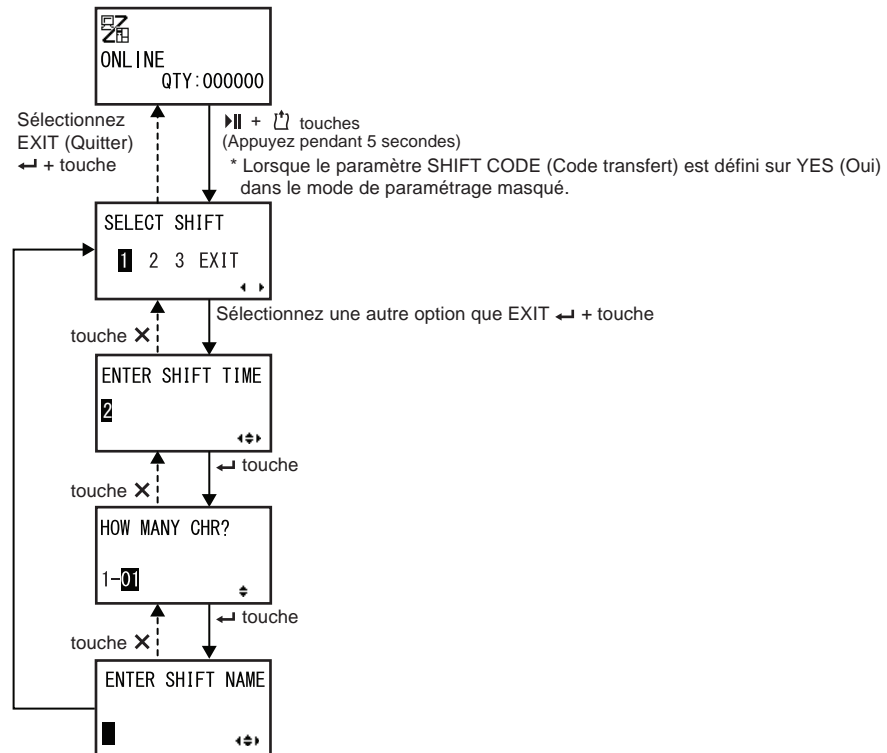 ONLINE
QTY:000000
Sélectionnez
EXIT (Quitter)
↵ + touche
+ touches
(Appuyez pendant 5 secondes)
* Lorsque le paramètre SHIFT CODE (Code transfert) est défini sur YES (Oui)
dans le mode de paramétrage masqué.
SELECT SHIFT
1 2 3 EXIT
Sélectionnez une autre option que EXIT ↵ + touche
touche ✕
ENTER SHIFT TIME
2
↵ touche
touche ✕
HOW MANY CHR?
1-01
↵ touche
touche ✕
ENTER SHIFT NAME